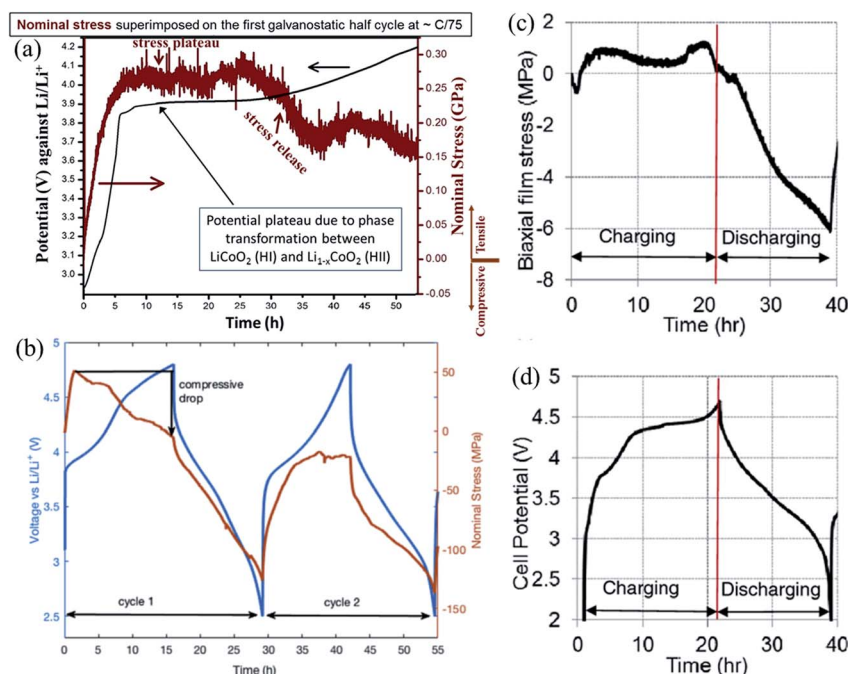 Nominal stress superimposed on the first galvanostatic half cycle at ~ C/75
(a)
4.2
4.1
4.0
3.9
3.8
3.7
3.6
3.5
3.4
3.3
3.2
3.1
3.0
Potential (V) against Li/Li+
stress plateau
stress release
Potential plateau due to phase
transformation between
LiCoO2 (HI) and Li1-xCoO2 (HII)
0.30
0.25
0.20
0.15
0.10
0.05
0.00
-0.05
Nominal Stress (GPa)
Tensile
Compressive
0 5 10 15 20 25 30 35 40 45 50
Time (h)
(c)
Biaxial film stress (MPa)
2
0
-2
-4
-6
-8
Charging
Discharging
0 10 20 30 40
Time (hr)
(b)
5
4.5
4
3.5
3
2.5
Voltage vs Li/Li+ (V)
compressive
drop
cycle 1
cycle 2
50
0
-50
-100
-150
Nominal Stress (MPa)
0 5 10 15 20 25 30 35 40 45 50 55
Time (h)
(d)
Cell Potential (V)
5
4.5
4
3.5
3
2.5
2
Charging
Discharging
0 10 20 30 40
Time (hr)